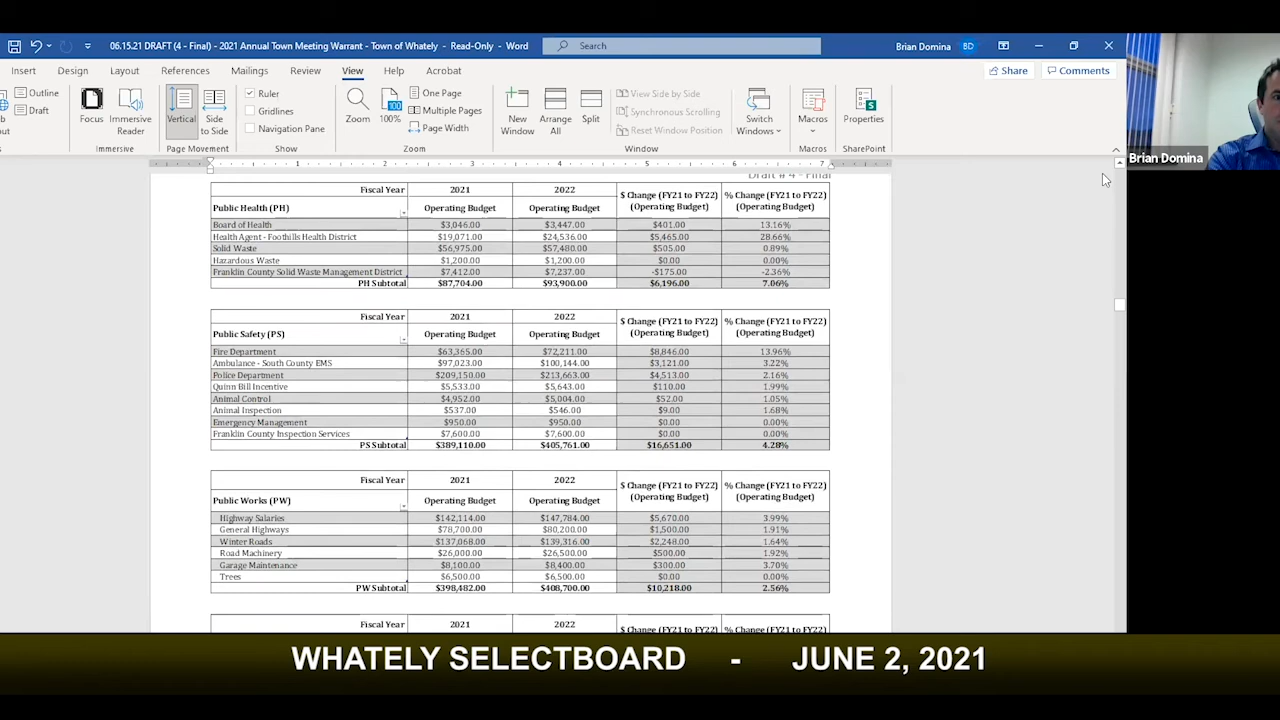 06.15.21 DRAFT (4 - Final) - 2021 Annual Town Meeting Warrant - Town of Whately - Read-Only - Word
Search
Brian Domina BD
Insert Design Layout References Mailings Review View Help Acrobat
Share Comments
Outline
Draft
Focus
Immersive Reader
Immersive
Vertical
Side to Side
Page Movement
Ruler
Gridlines
Navigation Pane
Show
Zoom
100
100%
One Page
Multiple Pages
Page Width
Zoom
New Window
Arrange All
Split
View Side by Side
Synchronous Scrolling
Reset Window Position
Window
Switch Windows
Macros
Macros
Properties
SharePoint
Brian Domina
1 2 3 4 5 6 7
Draft # 4 - Final
Fiscal Year 2021 2022 $ Change (FY21 to FY22) (Operating Budget) % Change (FY21 to FY22) (Operating Budget)
Public Health (PH) Operating Budget Operating Budget
Board of Health $3,046.00 $3,447.00 $401.00 13.16%
Health Agent - Foothills Health District $19,071.00 $24,536.00 $5,465.00 28.66%
Solid Waste $56,975.00 $57,480.00 $505.00 0.89%
Hazardous Waste $1,200.00 $1,200.00 $0.00 0.00%
Franklin County Solid Waste Management District $7,412.00 $7,237.00 -$175.00 -2.36%
PH Subtotal $87,704.00 $93,900.00 $6,196.00 7.06%
Fiscal Year 2021 2022 $ Change (FY21 to FY22) (Operating Budget) % Change (FY21 to FY22) (Operating Budget)
Public Safety (PS) Operating Budget Operating Budget
Fire Department $63,365.00 $72,211.00 $8,846.00 13.96%
Ambulance - South County EMS $97,023.00 $100,144.00 $3,121.00 3.22%
Police Department $209,150.00 $213,663.00 $4,513.00 2.16%
Quinn Bill Incentive $5,533.00 $5,643.00 $110.00 1.99%
Animal Control $4,952.00 $5,004.00 $52.00 1.05%
Animal Inspection $537.00 $546.00 $9.00 1.68%
Emergency Management $950.00 $950.00 $0.00 0.00%
Franklin County Inspection Services $7,600.00 $7,600.00 $0.00 0.00%
PS Subtotal $389,110.00 $405,761.00 $16,651.00 4.28%
Fiscal Year 2021 2022 $ Change (FY21 to FY22) (Operating Budget) % Change (FY21 to FY22) (Operating Budget)
Public Works (PW) Operating Budget Operating Budget
Highway Salaries $142,114.00 $147,784.00 $5,670.00 3.99%
General Highways $78,700.00 $80,200.00 $1,500.00 1.91%
Winter Roads $137,068.00 $139,316.00 $2,248.00 1.64%
Road Machinery $26,000.00 $26,500.00 $500.00 1.92%
Garage Maintenance $8,100.00 $8,400.00 $300.00 3.70%
Trees $6,500.00 $6,500.00 $0.00 0.00%
PW Subtotal $398,482.00 $408,700.00 $10,218.00 2.56%
Fiscal Year 2021 2022 $ Change (FY21 to FY22) % Change (FY21 to FY22)
WHATELY SELECTBOARD - JUNE 2, 2021